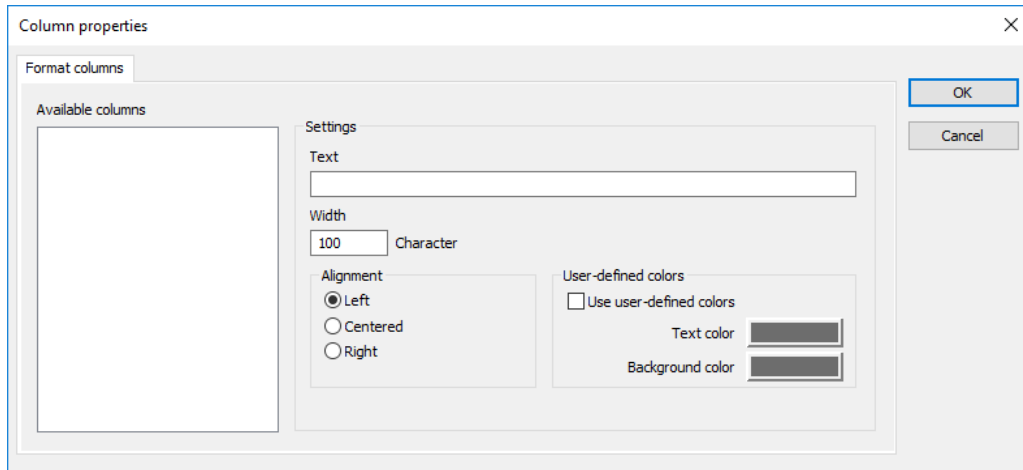 Column properties
Format columns
OK
Cancel
Available columns
Settings
Text
Width
100 Character
Alignment
Left
Centered
Right
User-defined colors
Use user-defined colors
Text color
Background color